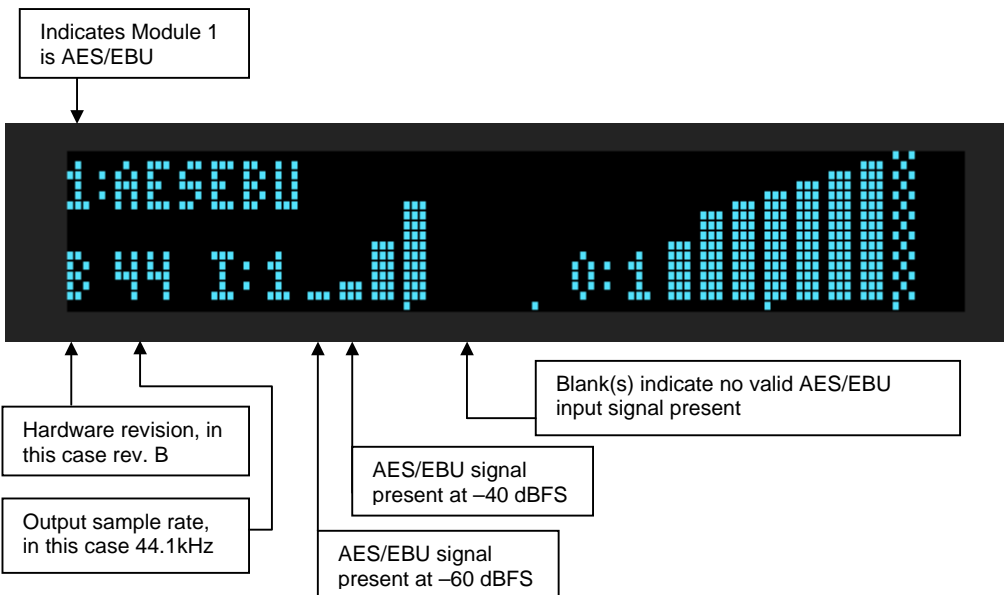 Indicates Module 1
is AES/EBU
1:AESEBU
B 44 I:1 O:1
Blank(s) indicate no valid AES/EBU
input signal present
Hardware revision, in
this case rev. B
AES/EBU signal
present at –40 dBFS
Output sample rate,
in this case 44.1kHz
AES/EBU signal
present at –60 dBFS